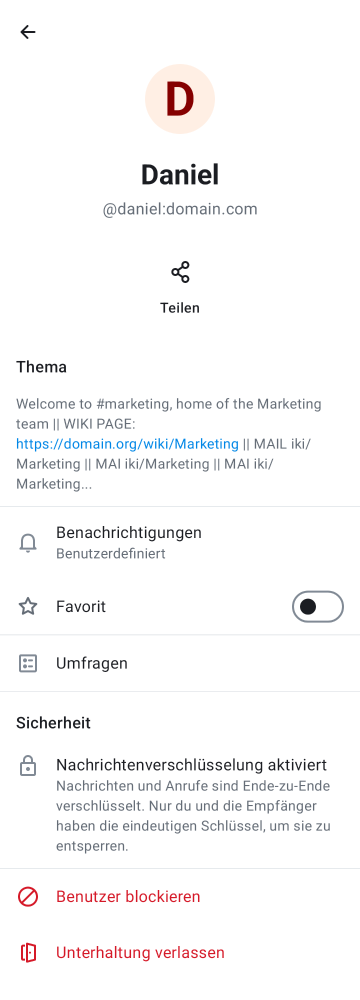 D
Daniel
@daniel:domain.com
Teilen
Thema
Welcome to #marketing, home of the Marketing
team || WIKI PAGE:
https://domain.org/wiki/Marketing || MAIL iki/
Marketing || MAI iki/Marketing || MAI iki/
Marketing...
Benachrichtigungen
Benutzerdefiniert
Favorit
Umfragen
Sicherheit
Nachrichtenverschlüsselung aktiviert
Nachrichten und Anrufe sind Ende-zu-Ende
verschlüsselt. Nur du und die Empfänger
haben die eindeutigen Schlüssel, um sie zu
entsperren.
Benutzer blockieren
Unterhaltung verlassen